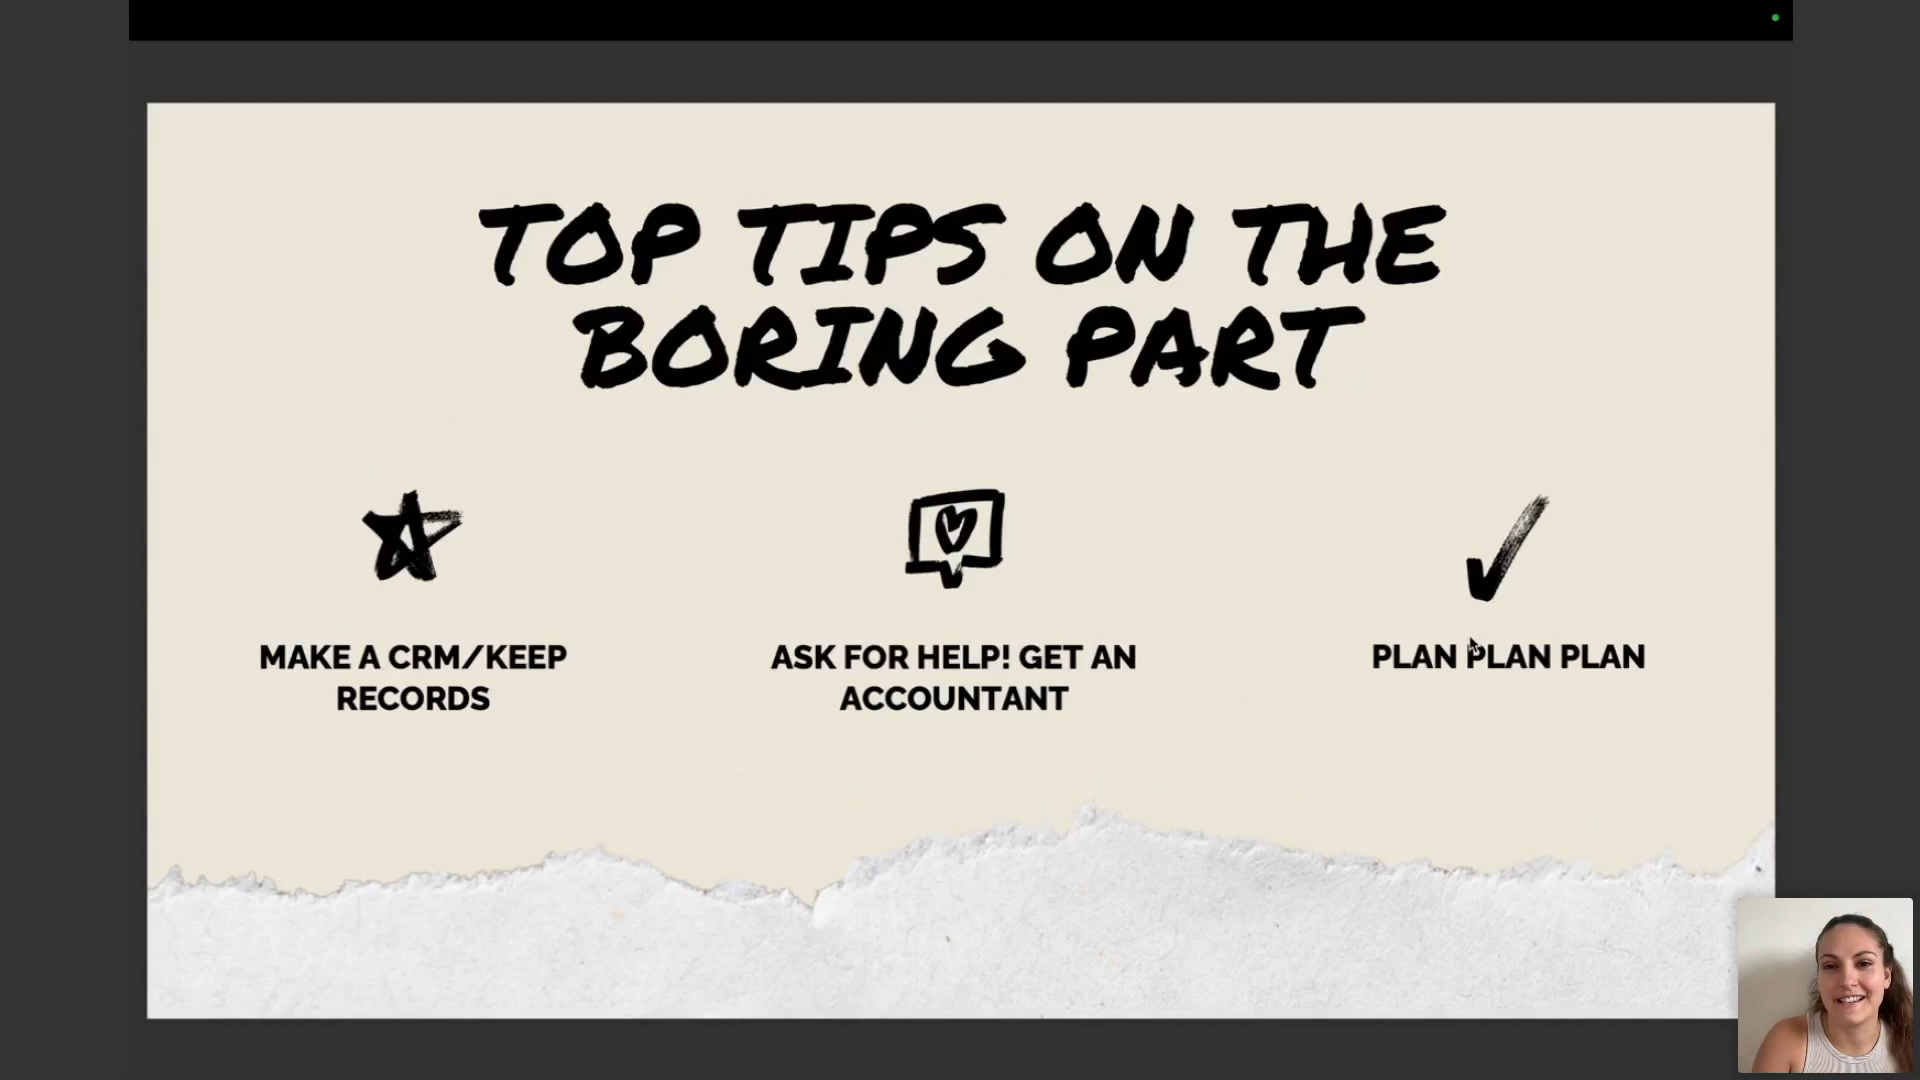 TOP TIPS ON THE
BORING PART
MAKE A CRM/KEEP
RECORDS
ASK FOR HELP! GET AN
ACCOUNTANT
PLAN PLAN PLAN